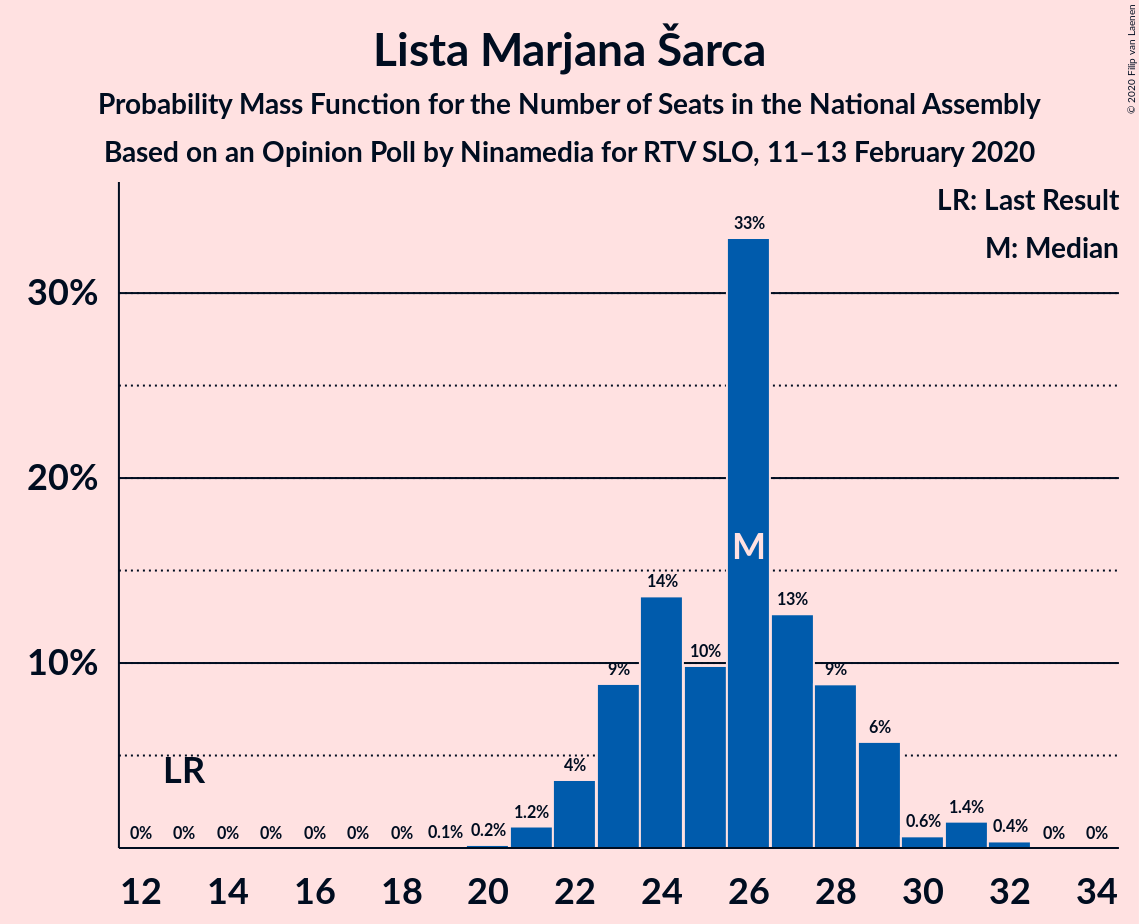 Lista Marjana Šarca
Probability Mass Function for the Number of Seats in the National Assembly
Based on an Opinion Poll by Ninamedia for RTV SLO, 11–13 February 2020
© 2020 Filip van Laenen
LR: Last Result
M: Median
30%
20%
10%
0% 0% 0% 0% 0% 0% 0% 0.1% 0.2% 1.2% 4% 9% 14% 10% 33% 13% 9% 6% 0.6% 1.4% 0.4% 0% 0%
LR
M
12 14 16 18 20 22 24 26 28 30 32 34